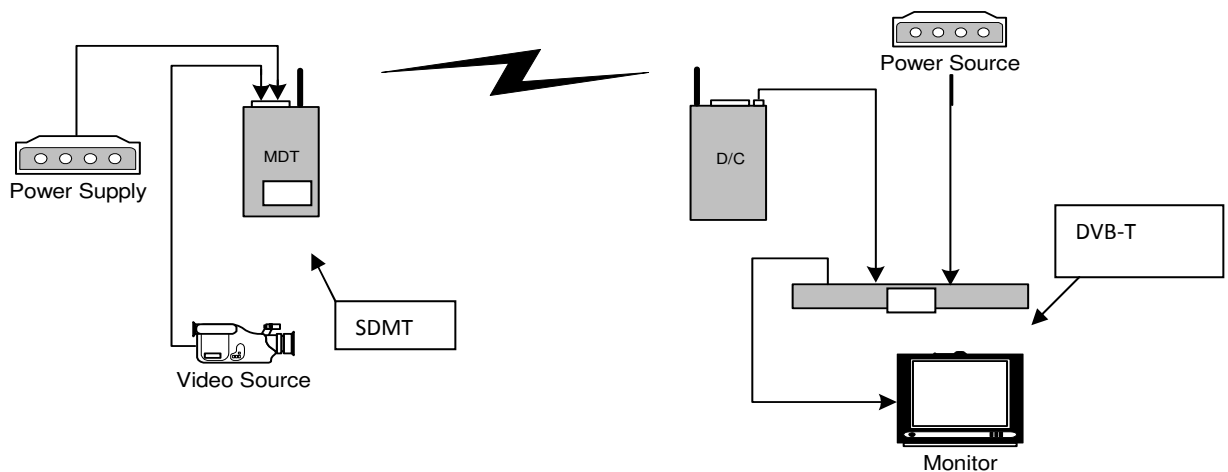 Power Source
MDT
D/C
Power Supply
DVB-T
SDMT
Video Source
Monitor